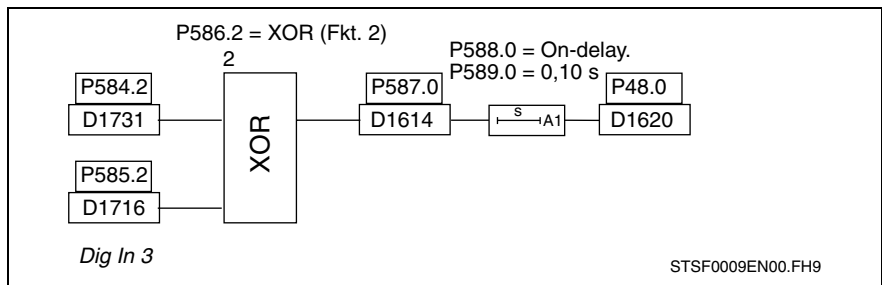 P586.2 = XOR (Fkt. 2)
2
P588.0 = On-delay.
P589.0 = 0,10 s
P584.2
D1731
XOR
P587.0
D1614
s
A1
P48.0
D1620
P585.2
D1716
Dig In 3
STSF0009EN00.FH9